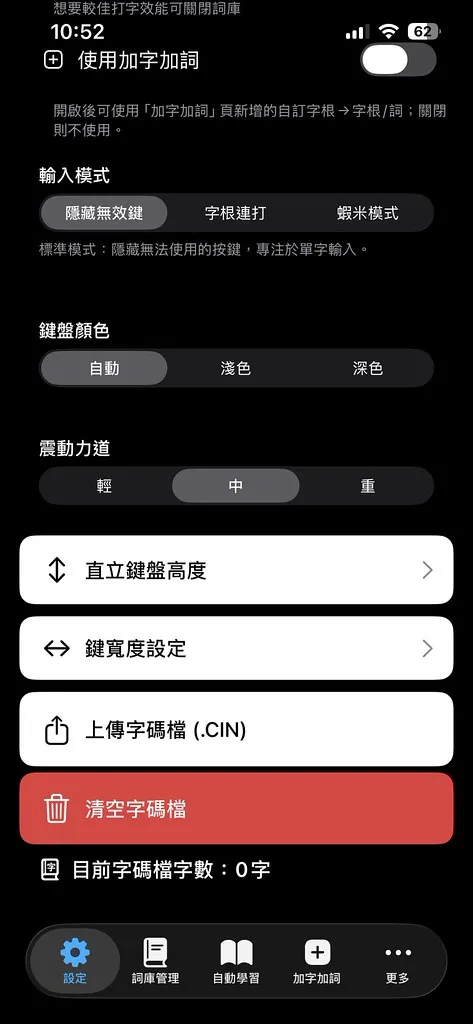 想要較佳打字效能可關閉詞庫
10:52
62
使用加字加詞
開啟後可使用「加字加詞」頁新增的自訂字根→字根/詞；關閉
則不使用。
輸入模式
隱藏無效鍵 字根連打 蝦米模式
標準模式：隱藏無法使用的按鍵，專注於單字輸入。
鍵盤顏色
自動 淺色 深色
震動力道
輕 中 重
直立鍵盤高度
鍵寬度設定
上傳字碼檔 (.CIN)
清空字碼檔
字 目前字碼檔字數：0字
設定 詞庫管理 自動學習 加字加詞 更多